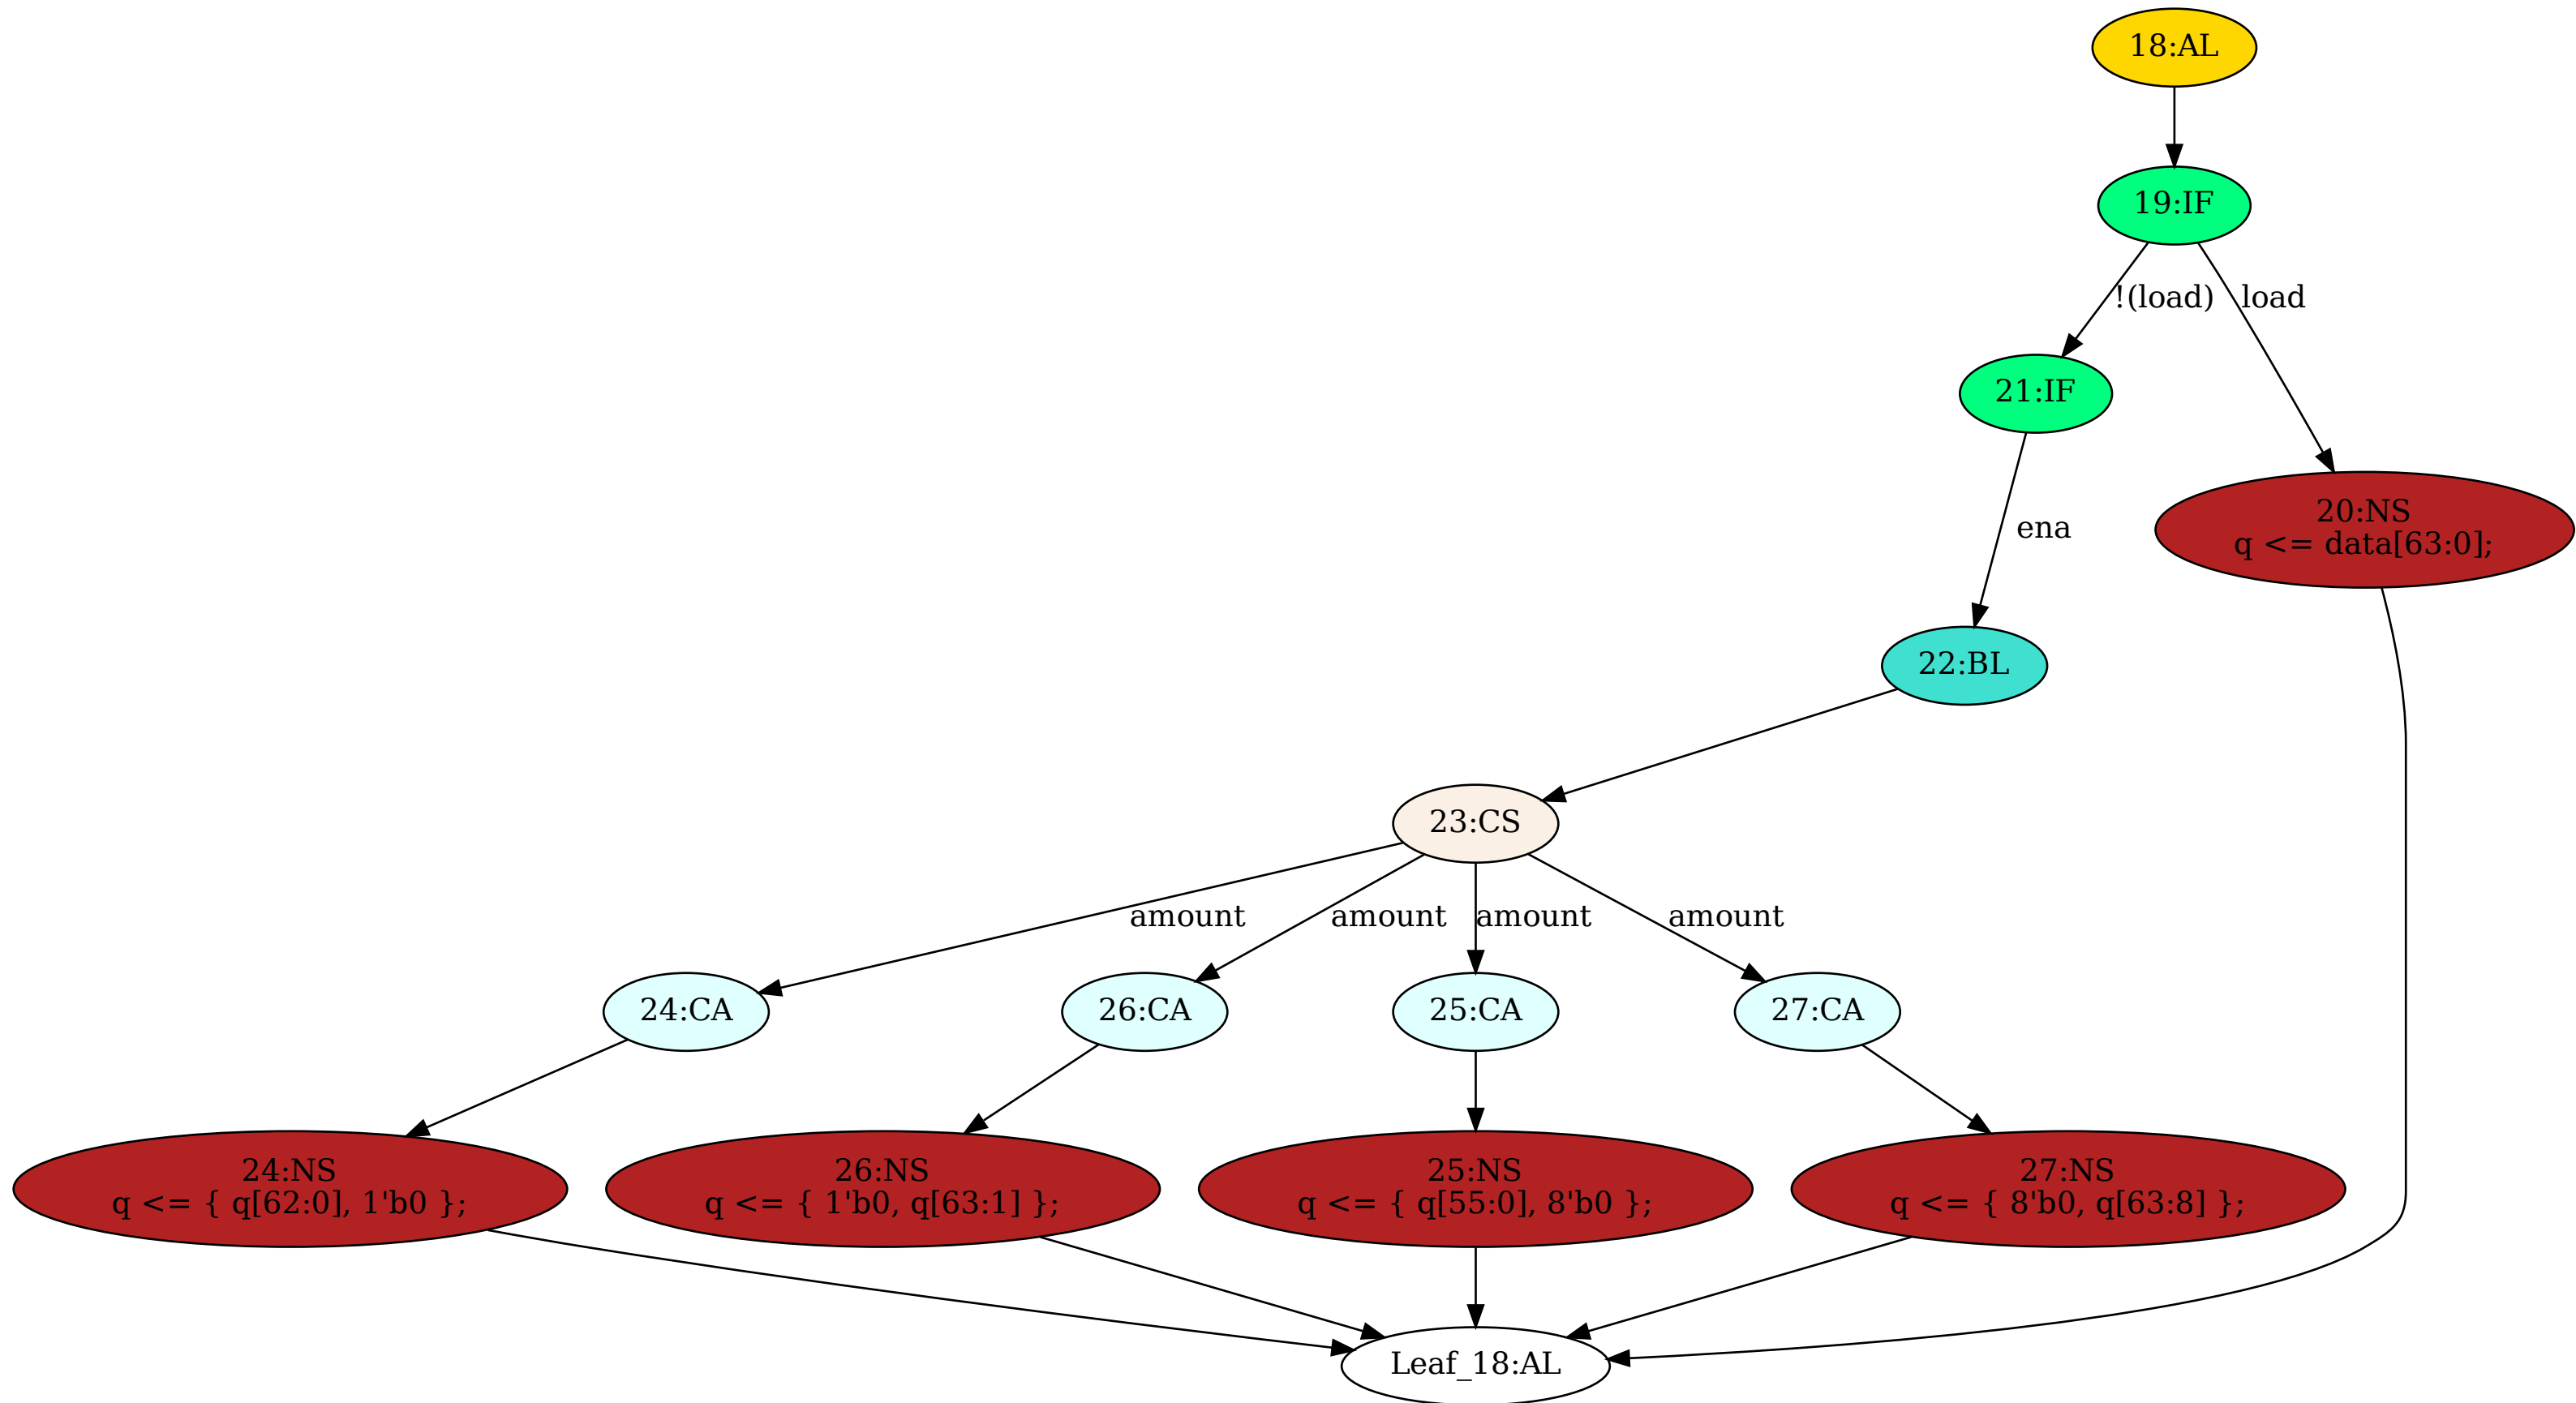 18:AL
19:IF
!(load)
load
21:IF
20:NS
q <= data[63:0];
ena
22:BL
23:CS
amount
amount
amount
amount
24:CA
26:CA
25:CA
27:CA
24:NS
q <= { q[62:0], 1'b0 };
26:NS
q <= { 1'b0, q[63:1] };
25:NS
q <= { q[55:0], 8'b0 };
27:NS
q <= { 8'b0, q[63:8] };
Leaf_18:AL